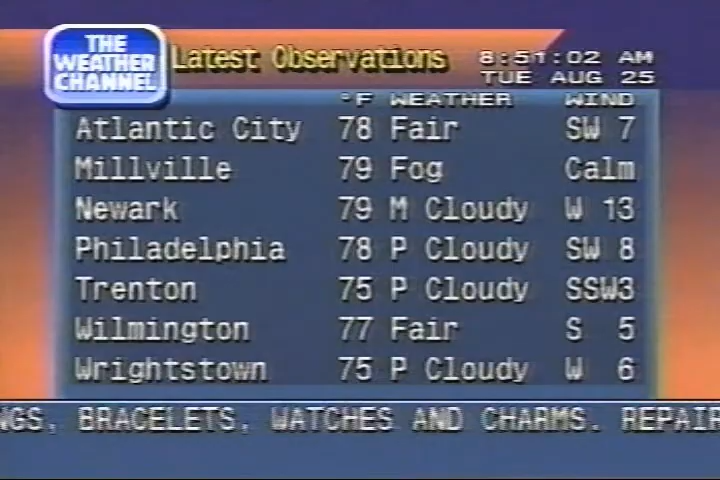 THE
WEATHER
CHANNEL
Latest Observations
8:51:02 AM
TUE AUG 25
°F WEATHER WIND
Atlantic City 78 Fair SW 7
Millville 79 Fog Calm
Newark 79 M Cloudy W 13
Philadelphia 78 P Cloudy SW 8
Trenton 75 P Cloudy SSW3
Wilmington 77 Fair S 5
Wrightstown 75 P Cloudy W 6
NGS, BRACELETS, WATCHES AND CHARMS. REPAIR